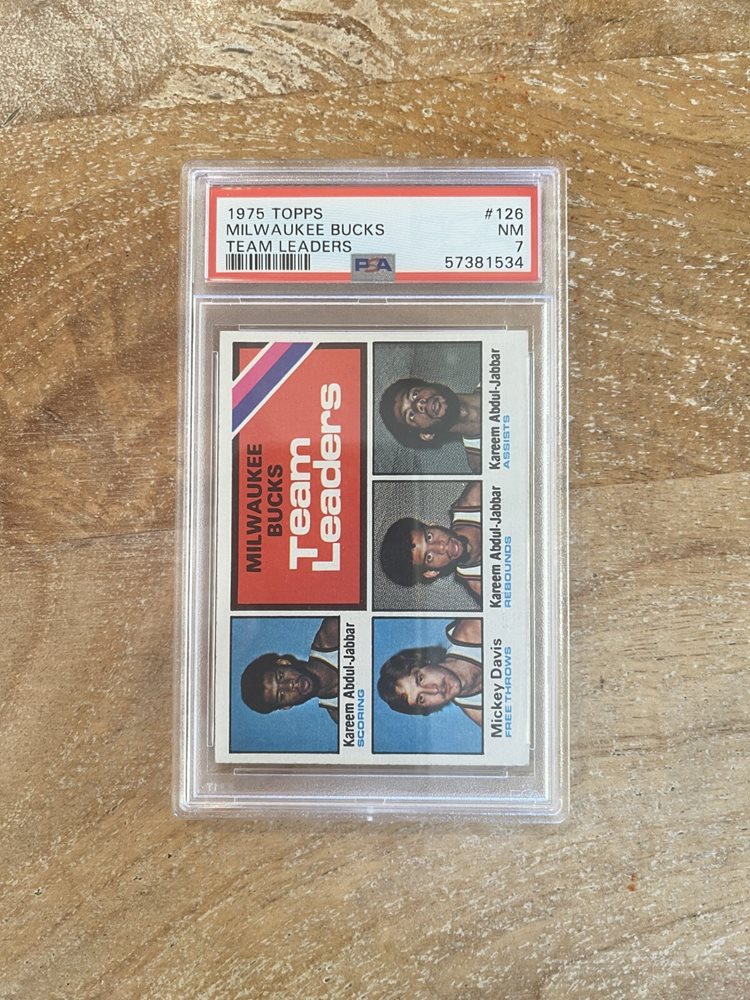 1975 TOPPS #126
MILWAUKEE BUCKS NM
TEAM LEADERS 7
PSA 57381534
MILWAUKEE
BUCKS
Team
Leaders
Kareem Abdul-Jabbar
SCORING
Kareem Abdul-Jabbar
ASSISTS
Kareem Abdul-Jabbar
REBOUNDS
Mickey Davis
FREE THROWS